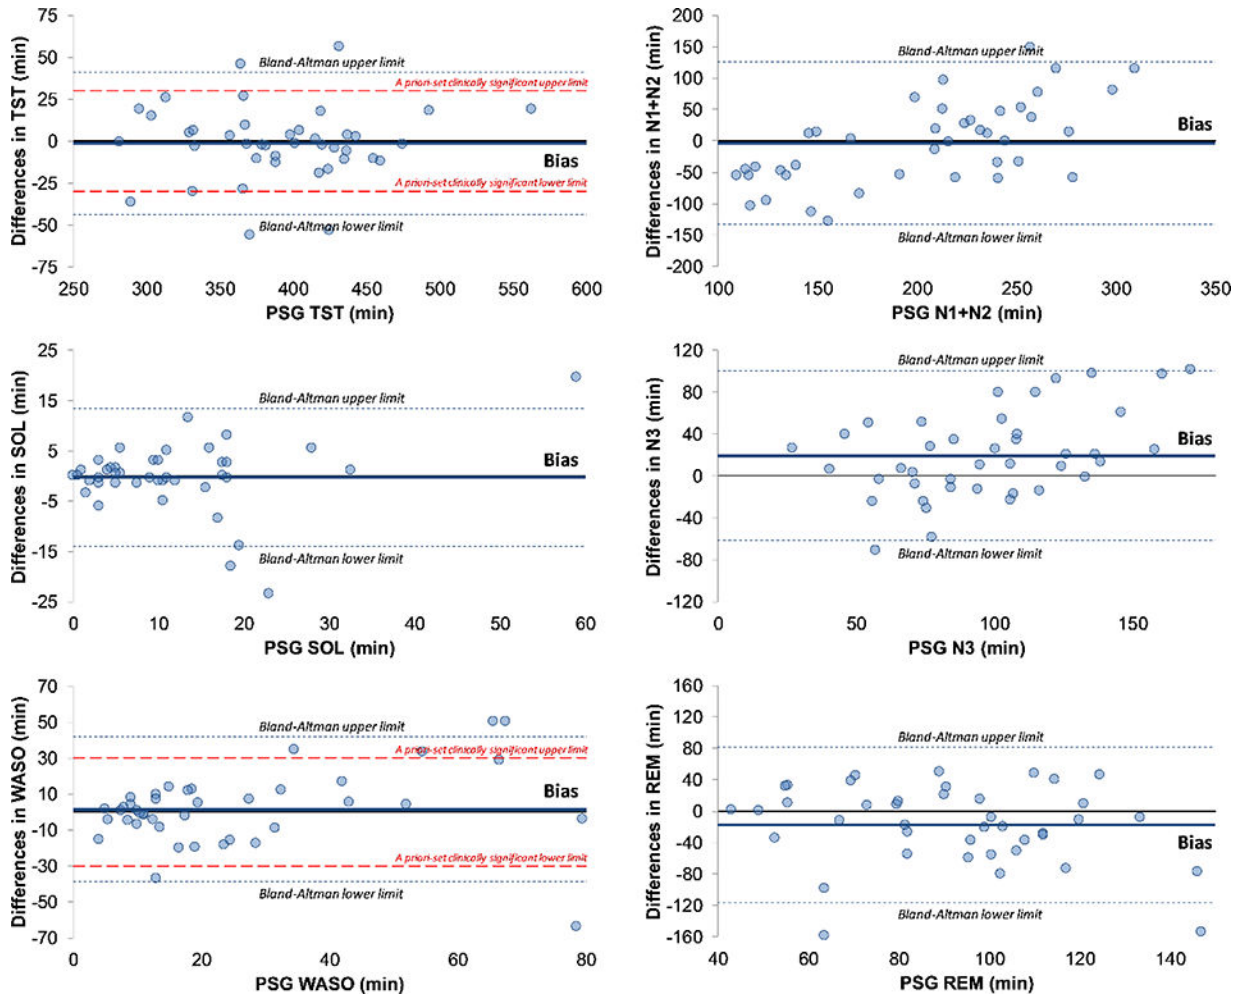 75
50
25
0
-25
-50
-75
Differences in TST (min)
Bland-Altman upper limit
A priori-set clinically significant upper limit
Bias
A priori-set clinically significant lower limit
Bland-Altman lower limit
250 300 350 400 450 500 550 600
PSG TST (min)
200
150
100
50
0
-50
-100
-150
-200
Differences in N1+N2 (min)
Bland-Altman upper limit
Bias
Bland-Altman lower limit
100 150 200 250 300 350
PSG N1+N2 (min)
25
15
5
-5
-15
-25
Differences in SOL (min)
Bland-Altman upper limit
Bias
Bland-Altman lower limit
0 10 20 30 40 50 60
PSG SOL (min)
120
80
40
0
-40
-80
-120
Differences in N3 (min)
Bland-Altman upper limit
Bias
Bland-Altman lower limit
0 50 100 150
PSG N3 (min)
70
50
30
10
-10
-30
-50
-70
Differences in WASO (min)
Bland-Altman upper limit
A priori-set clinically significant upper limit
Bias
A priori-set clinically significant lower limit
Bland-Altman lower limit
0 20 40 60 80
PSG WASO (min)
160
120
80
40
0
-40
-80
-120
-160
Differences in REM (min)
Bland-Altman upper limit
Bias
Bland-Altman lower limit
40 60 80 100 120 140
PSG REM (min)